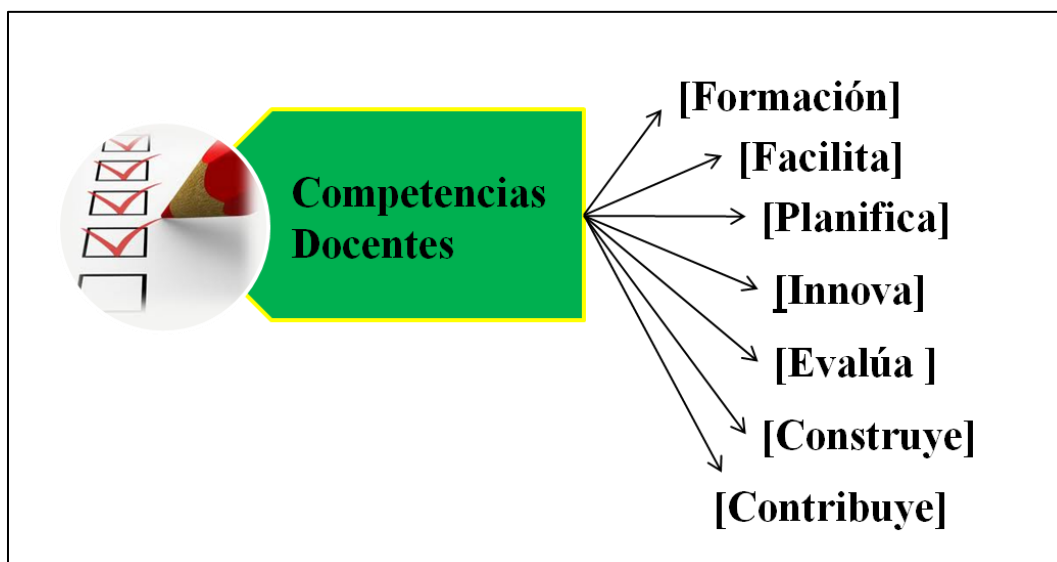 Competencias
Docentes
[Formación]
[Facilita]
[Planifica]
[Innova]
[Evalúa ]
[Construye]
[Contribuye]